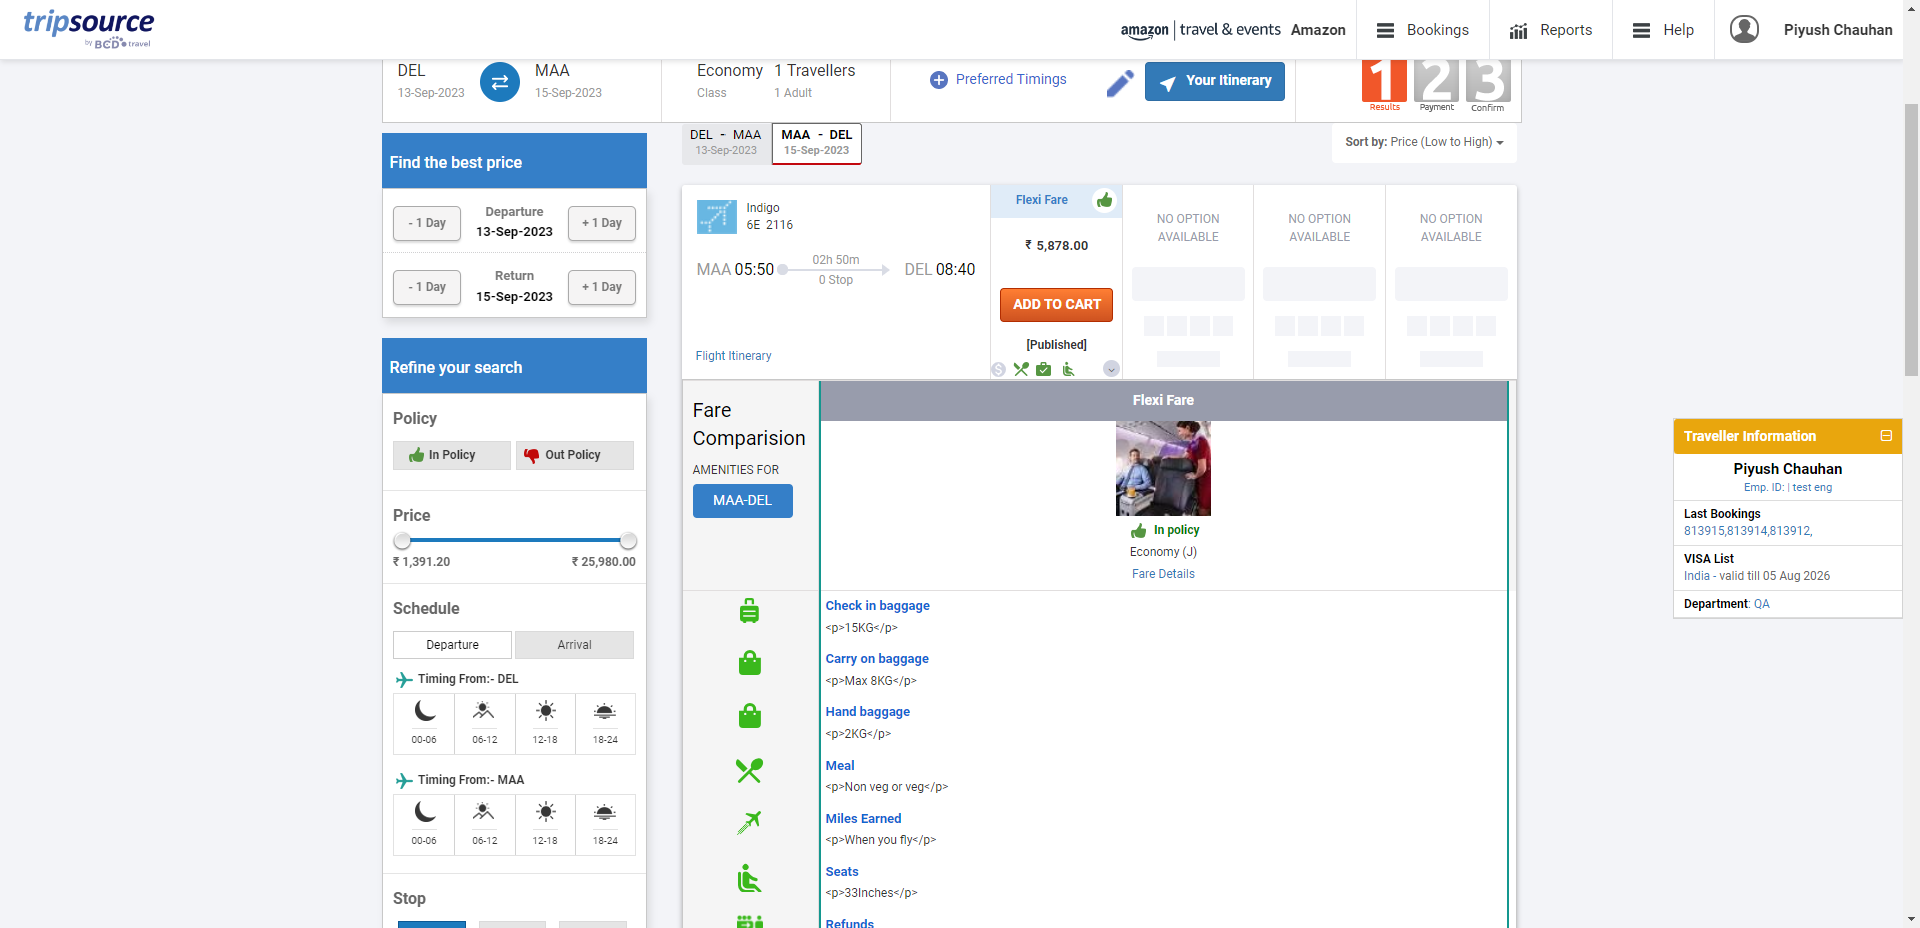 tripsource
by BCD travel
amazon | travel & events Amazon
Bookings
Reports
Help
Piyush Chauhan
DEL
13-Sep-2023
MAA
15-Sep-2023
Economy
Class
1 Travellers
1 Adult
Preferred Timings
Your Itinerary
1
Results
2
Payment
3
Confirm
DEL - MAA
13-Sep-2023
MAA - DEL
15-Sep-2023
Sort by: Price (Low to High)
Find the best price
- 1 Day
Departure
13-Sep-2023
+ 1 Day
- 1 Day
Return
15-Sep-2023
+ 1 Day
Refine your search
Policy
In Policy
Out Policy
Price
₹ 1,391.20
₹ 25,980.00
Schedule
Departure
Arrival
Timing From:- DEL
00-06
06-12
12-18
18-24
Timing From:- MAA
00-06
06-12
12-18
18-24
Stop
Indigo
6E 2116
MAA 05:50
02h 50m
0 Stop
DEL 08:40
Flight Itinerary
Flexi Fare
₹ 5,878.00
ADD TO CART
[Published]
NO OPTION
AVAILABLE
NO OPTION
AVAILABLE
NO OPTION
AVAILABLE
Fare
Comparision
AMENITIES FOR
MAA-DEL
Flexi Fare
In policy
Economy (J)
Fare Details
Check in baggage
<p>15KG</p>
Carry on baggage
<p>Max 8KG</p>
Hand baggage
<p>2KG</p>
Meal
<p>Non veg or veg</p>
Miles Earned
<p>When you fly</p>
Seats
<p>33Inches</p>
Refunds
Traveller Information
Piyush Chauhan
Emp. ID: | test eng
Last Bookings
813915,813914,813912,
VISA List
India - valid till 05 Aug 2026
Department: QA